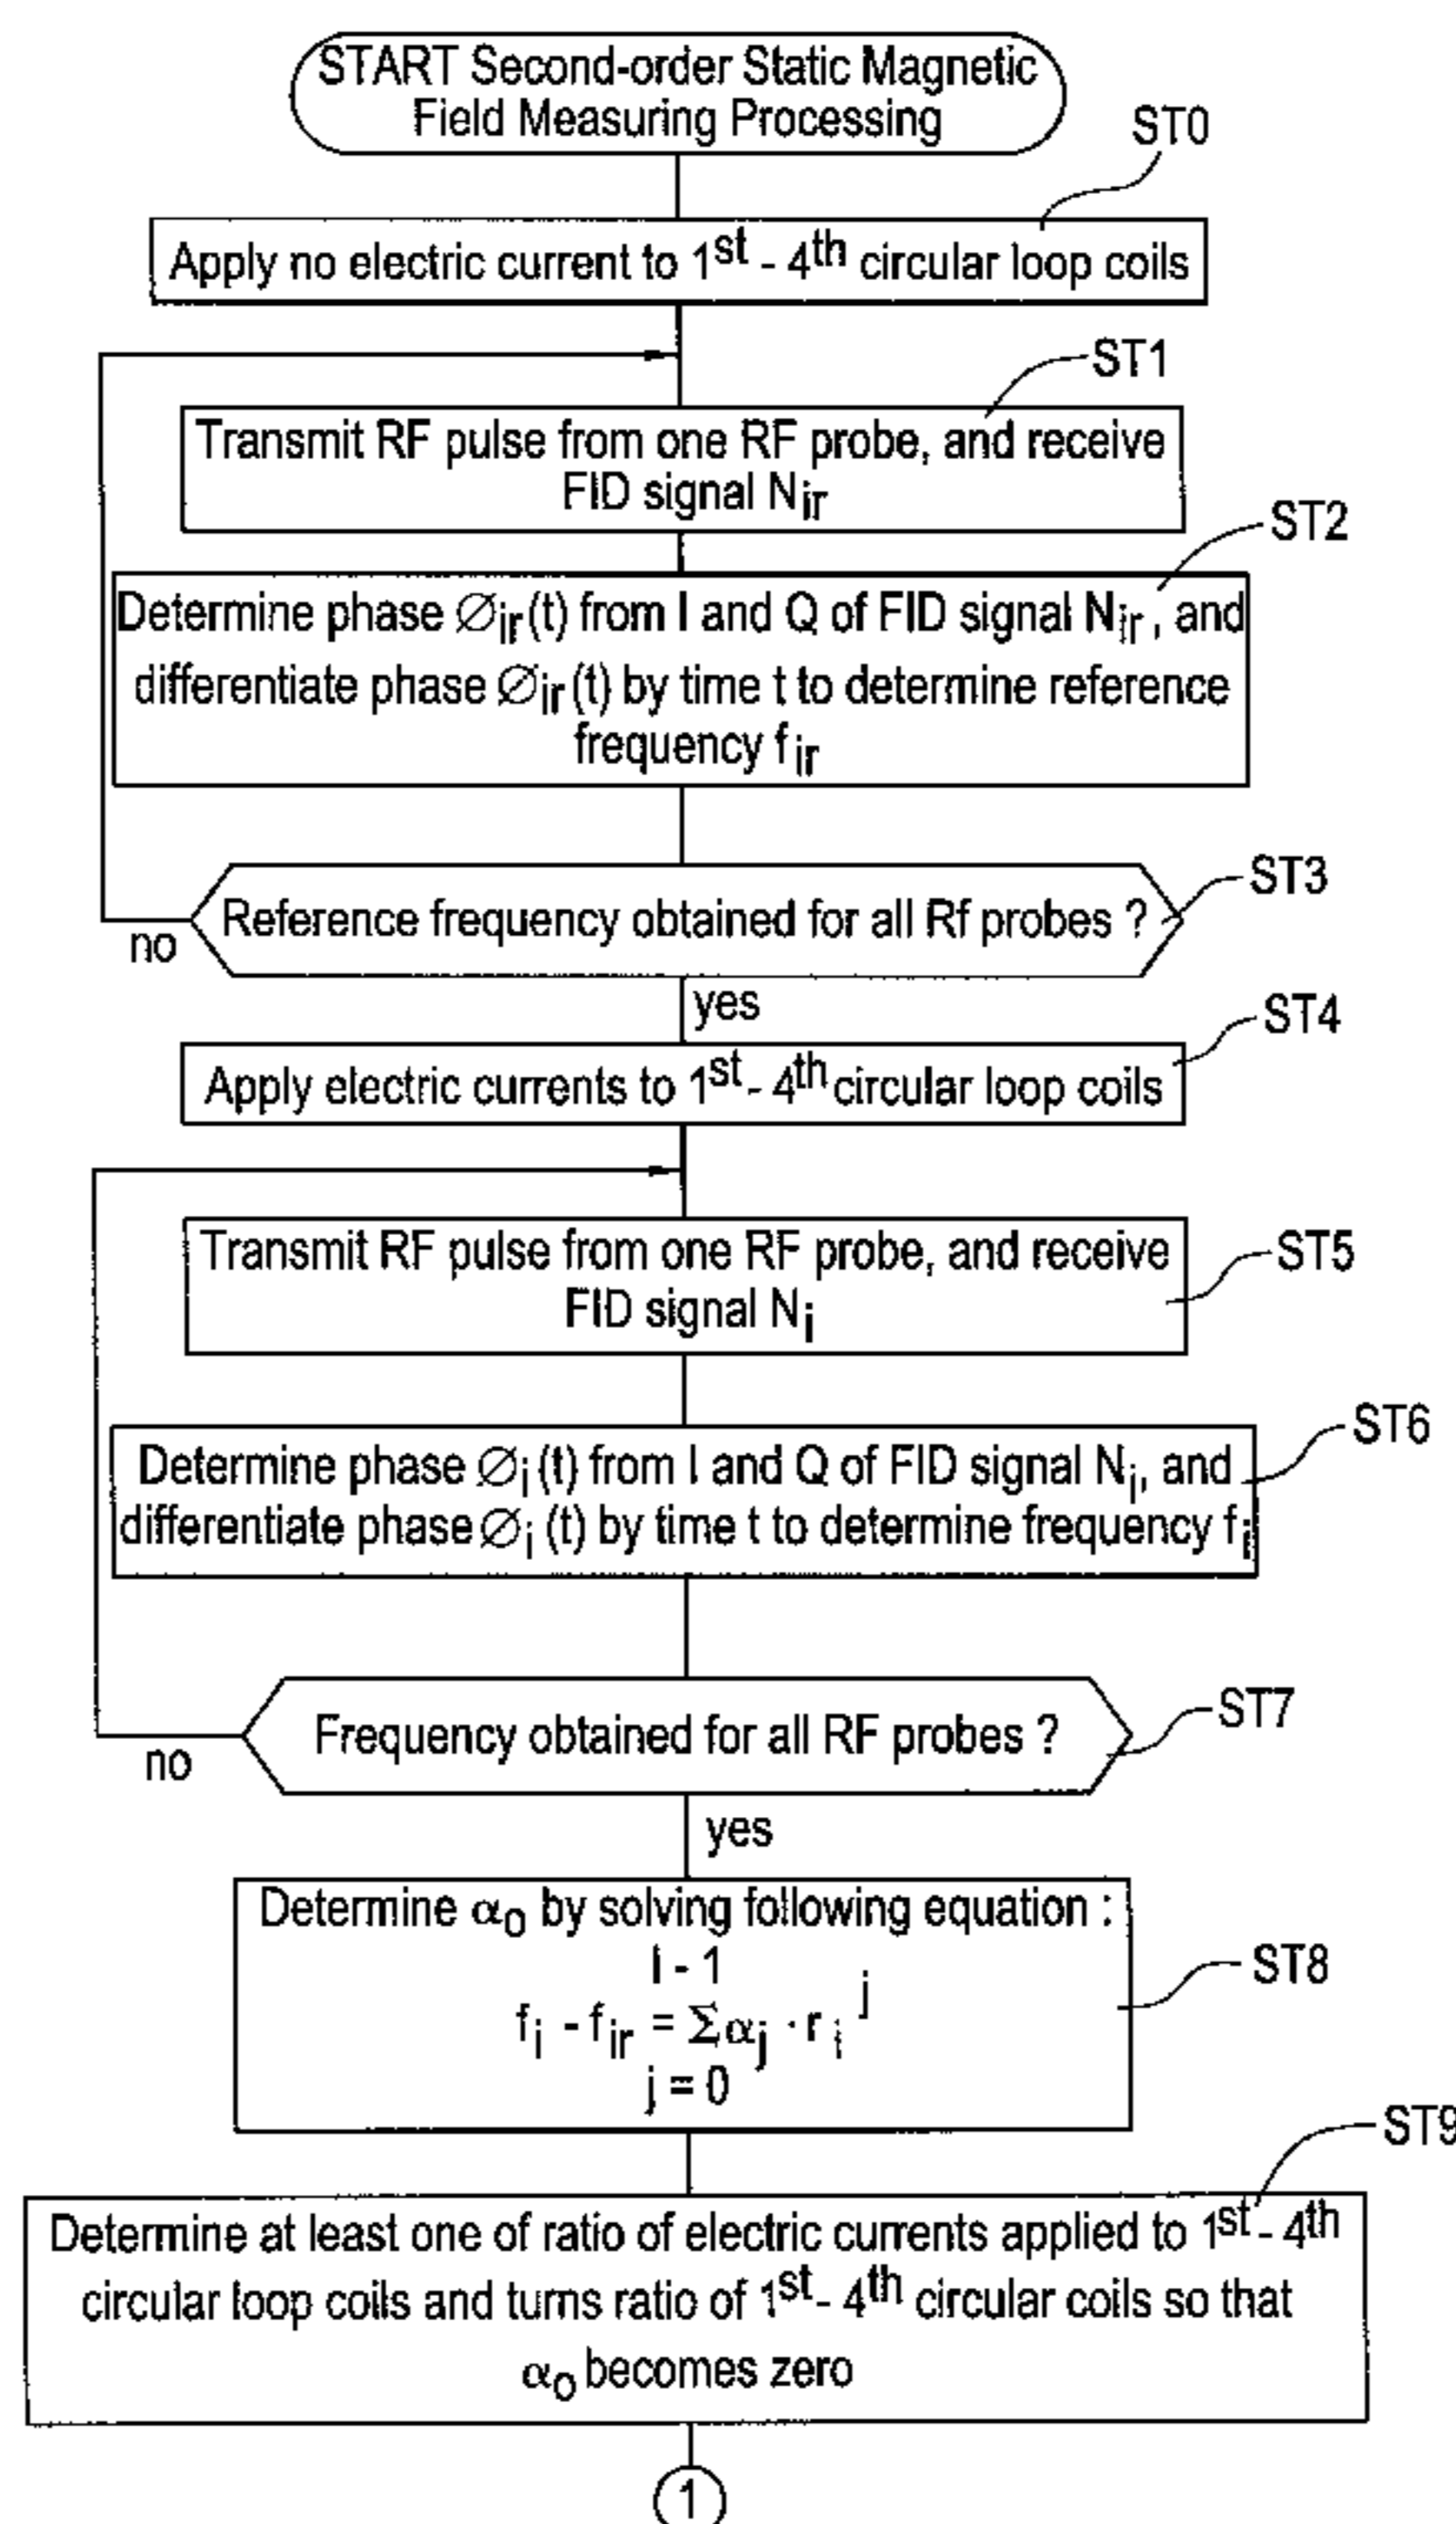 START Second-order Static Magnetic
Field Measuring Processing
ST0
Apply no electric current to 1st - 4th circular loop coils
ST1
Transmit RF pulse from one RF probe, and receive
FID signal Nir
ST2
Determine phase ∅ir(t) from I and Q of FID signal Nir, and
differentiate phase ∅ir(t) by time t to determine reference
frequency fir
ST3
Reference frequency obtained for all Rf probes ?
no
yes
ST4
Apply electric currents to 1st - 4th circular loop coils
ST5
Transmit RF pulse from one RF probe, and receive
FID signal Ni
ST6
Determine phase ∅i (t) from I and Q of FID signal Ni, and
differentiate phase ∅i (t) by time t to determine frequency fi
ST7
Frequency obtained for all RF probes ?
no
yes
ST8
Determine α0 by solving following equation :
I - 1
fi - fir = Σ αj · ri j
j = 0
ST9
Determine at least one of ratio of electric currents applied to 1st - 4th
circular loop coils and turns ratio of 1st - 4th circular coils so that
α0 becomes zero
1